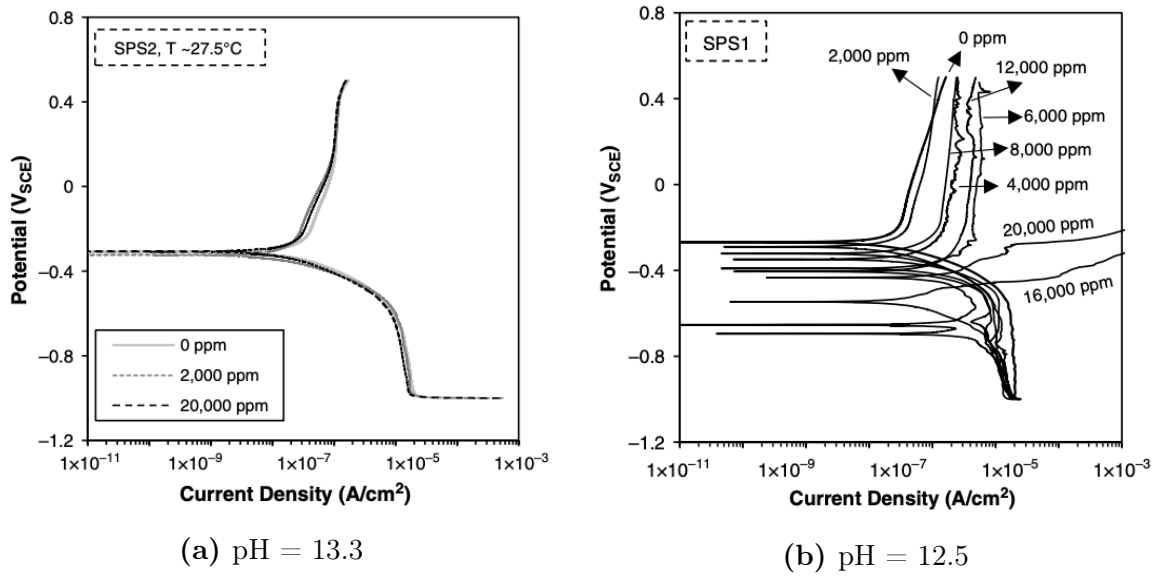 0.8
SPS2, T ~27.5°C
0.4
0
−0.4
−0.8
−1.2
Potential (V_SCE)
0 ppm
2,000 ppm
20,000 ppm
1×10⁻¹¹ 1×10⁻⁹ 1×10⁻⁷ 1×10⁻⁵ 1×10⁻³
Current Density (A/cm²)
(a) pH = 13.3
0.8
SPS1
0.4
0
−0.4
−0.8
−1.2
Potential (V_SCE)
0 ppm
2,000 ppm
12,000 ppm
6,000 ppm
8,000 ppm
4,000 ppm
20,000 ppm
16,000 ppm
1×10⁻¹¹ 1×10⁻⁹ 1×10⁻⁷ 1×10⁻⁵ 1×10⁻³
Current Density (A/cm²)
(b) pH = 12.5